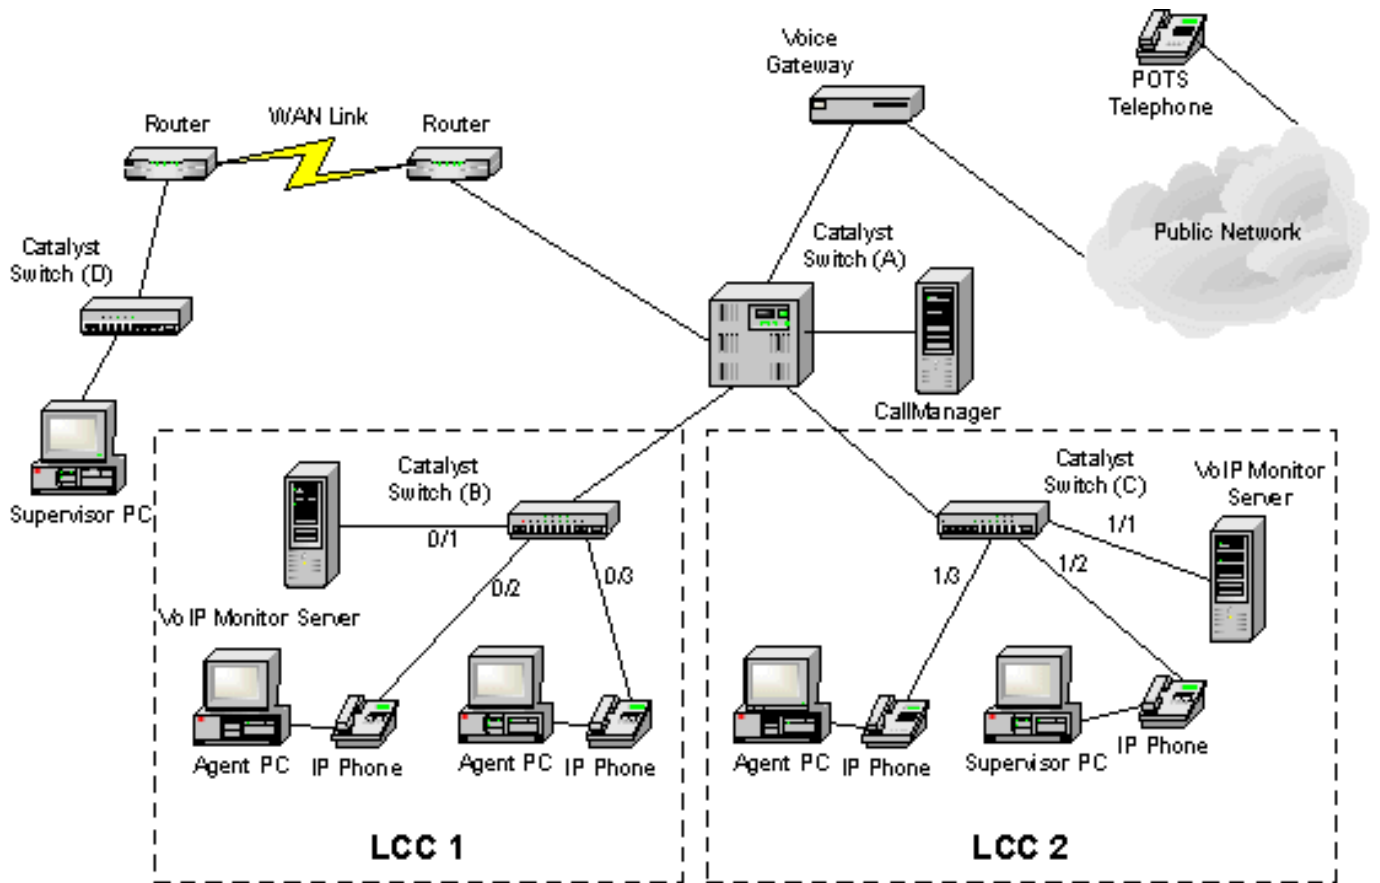 Voice
Gateway
POTS
Telephone
WAN Link
Router
Router
Public Network
Catalyst
Switch (A)
Catalyst
Switch (D)
CallManager
Supervisor PC
Catalyst
Switch (B)
0/1
0/2
0/3
VoIP Monitor Server
Agent PC
IP Phone
Agent PC
IP Phone
LCC 1
Catalyst
Switch (C)
VoIP Monitor
Server
1/1
1/2
1/3
Agent PC
IP Phone
Supervisor PC
IP Phone
LCC 2